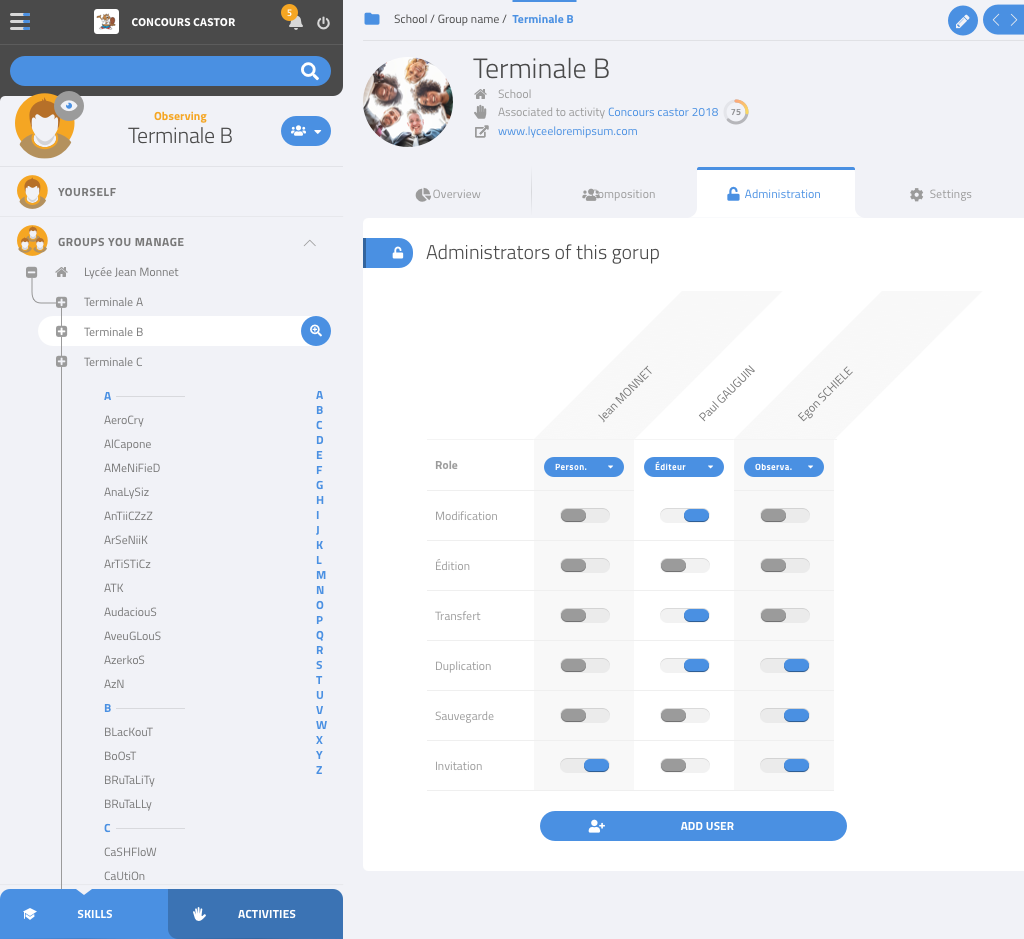 CONCOURS CASTOR
5
Observing
Terminale B
YOURSELF
GROUPS YOU MANAGE
Lycée Jean Monnet
Terminale A
Terminale B
Terminale C
A
AeroCry
AlCapone
AMeNiFieD
AnaLySiz
AnTiiCZzZ
ArSeNiiK
ArTiSTiCz
ATK
AudaciouS
AveuGLouS
AzerkoS
AzN
B
BLacKouT
BoOsT
BRuTaLiTy
BRuTaLLy
C
CaSHFloW
CaUtiOn
A
B
C
D
E
F
G
H
I
J
K
L
M
N
O
P
Q
R
S
T
U
V
W
X
Y
Z
SKILLS
ACTIVITIES
School / Group name / Terminale B
Terminale B
School
Associated to activity Concours castor 2018 75
www.lyceeloremipsum.com
Overview
omposition
Administration
Settings
Administrators of this gorup
Jean MONNET
Paul GAUGUIN
Egon SCHIELE
Role Person. Éditeur Observa.
Modification
Édition
Transfert
Duplication
Sauvegarde
Invitation
ADD USER